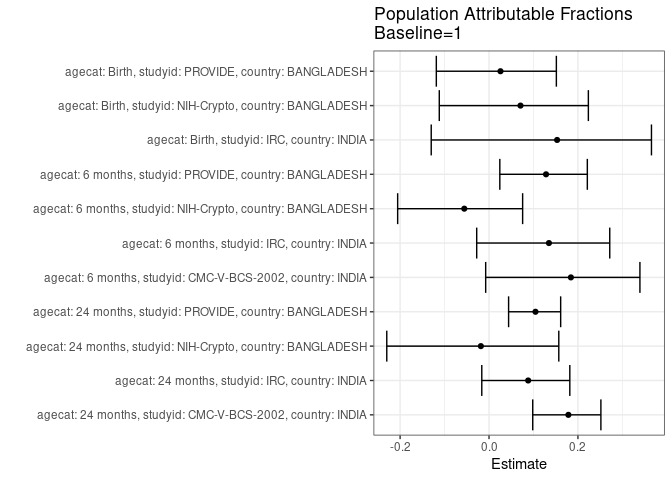 Population Attributable Fractions
Baseline=1
agecat: Birth, studyid: PROVIDE, country: BANGLADESH
agecat: Birth, studyid: NIH-Crypto, country: BANGLADESH
agecat: Birth, studyid: IRC, country: INDIA
agecat: 6 months, studyid: PROVIDE, country: BANGLADESH
agecat: 6 months, studyid: NIH-Crypto, country: BANGLADESH
agecat: 6 months, studyid: IRC, country: INDIA
agecat: 6 months, studyid: CMC-V-BCS-2002, country: INDIA
agecat: 24 months, studyid: PROVIDE, country: BANGLADESH
agecat: 24 months, studyid: NIH-Crypto, country: BANGLADESH
agecat: 24 months, studyid: IRC, country: INDIA
agecat: 24 months, studyid: CMC-V-BCS-2002, country: INDIA
-0.2 0.0 0.2
Estimate